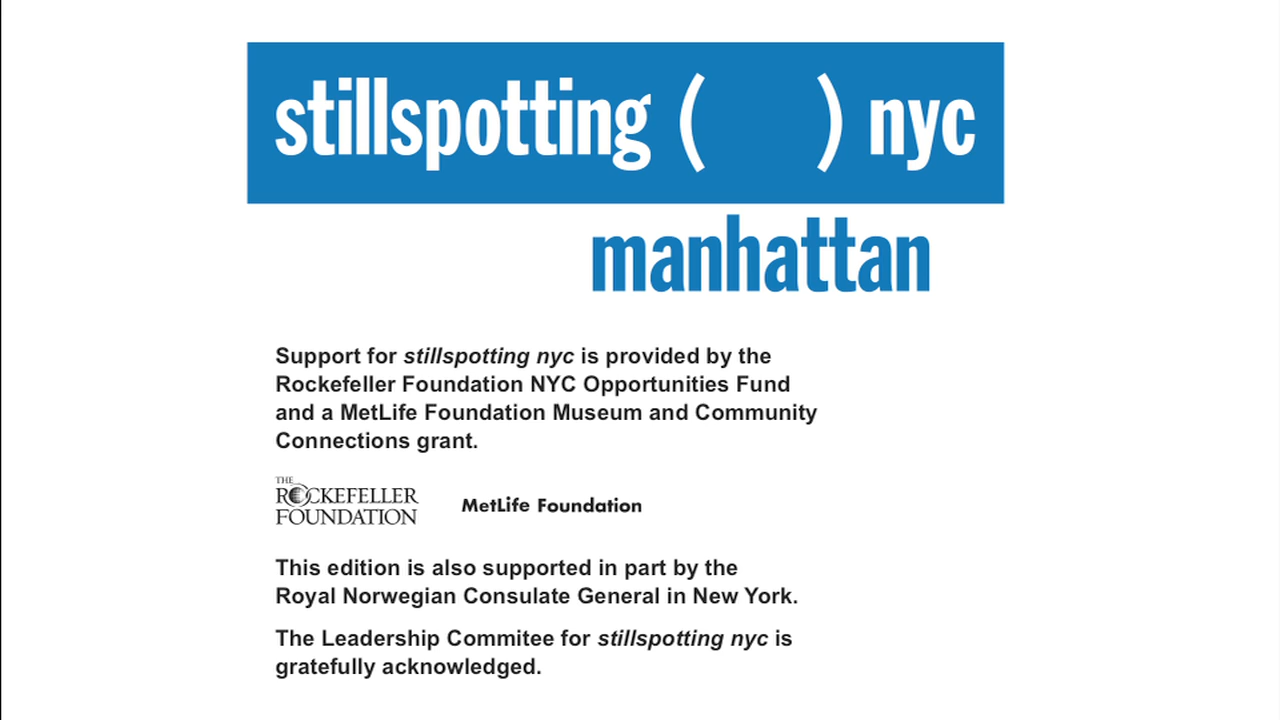 stillspotting ( ) nyc
manhattan
Support for stillspotting nyc is provided by the
Rockefeller Foundation NYC Opportunities Fund
and a MetLife Foundation Museum and Community
Connections grant.
THE
ROCKEFELLER
FOUNDATION
MetLife Foundation
This edition is also supported in part by the
Royal Norwegian Consulate General in New York.
The Leadership Commitee for stillspotting nyc is
gratefully acknowledged.